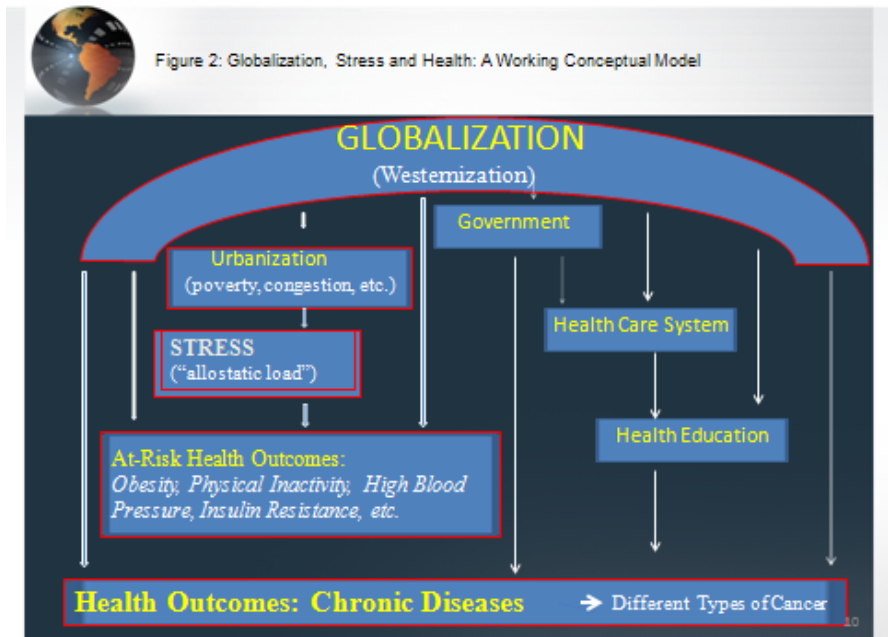 Figure 2: Globalization, Stress and Health: A Working Conceptual Model
GLOBALIZATION
(Westernization)
Government
Urbanization
(poverty, congestion, etc.)
Health Care System
STRESS
("allostatic load")
Health Education
At-Risk Health Outcomes:
Obesity, Physical Inactivity, High Blood
Pressure, Insulin Resistance, etc.
Health Outcomes: Chronic Diseases → Different Types of Cancer
10